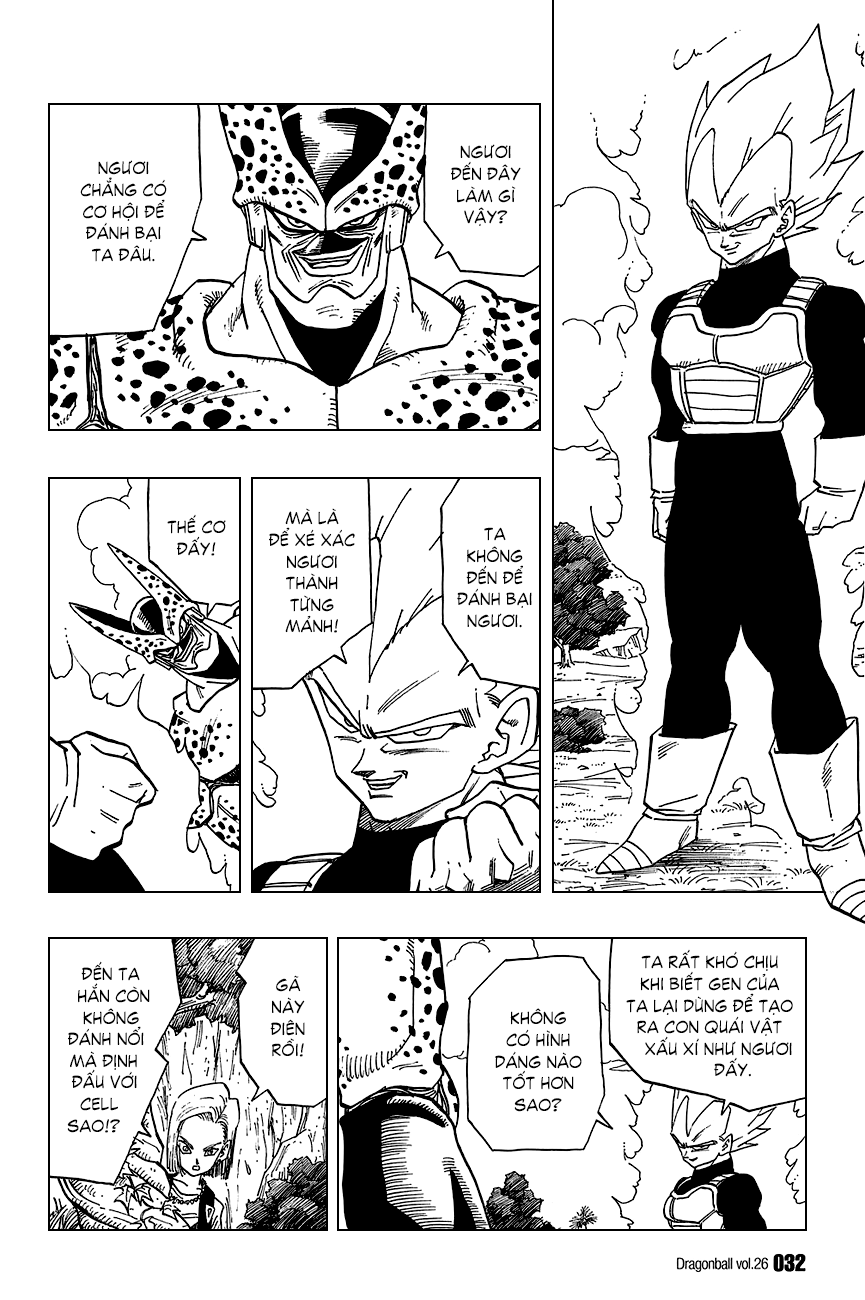 NGƯƠI
ĐẾN ĐÂY
LÀM GÌ
VẬY?
NGƯƠI
CHẲNG CÓ
CƠ HỘI ĐỂ
ĐÁNH BẠI
TA ĐÂU.
TA
KHÔNG
ĐẾN ĐỂ
ĐÁNH BẠI
NGƯƠI.
MÀ LÀ
ĐỂ XÉ XÁC
NGƯƠI
THÀNH
TỪNG
MẢNH!
THẾ CƠ
ĐẤY!
TA RẤT KHÓ CHỊU
KHI BIẾT GEN CỦA
TA LẠI DÙNG ĐỂ TẠO
RA CON QUÁI VẬT
XẤU XÍ NHƯ NGƯƠI
ĐẤY.
KHÔNG
CÓ HÌNH
DÁNG NÀO
TỐT HƠN
SAO?
GÃ
NÀY
ĐIÊN
RỒI!
ĐẾN TA
HẮN CÒN
KHÔNG
ĐÁNH NỔI
MÀ ĐỊNH
ĐẤU VỚI
CELL
SAO!?
Dragonball vol.26 032